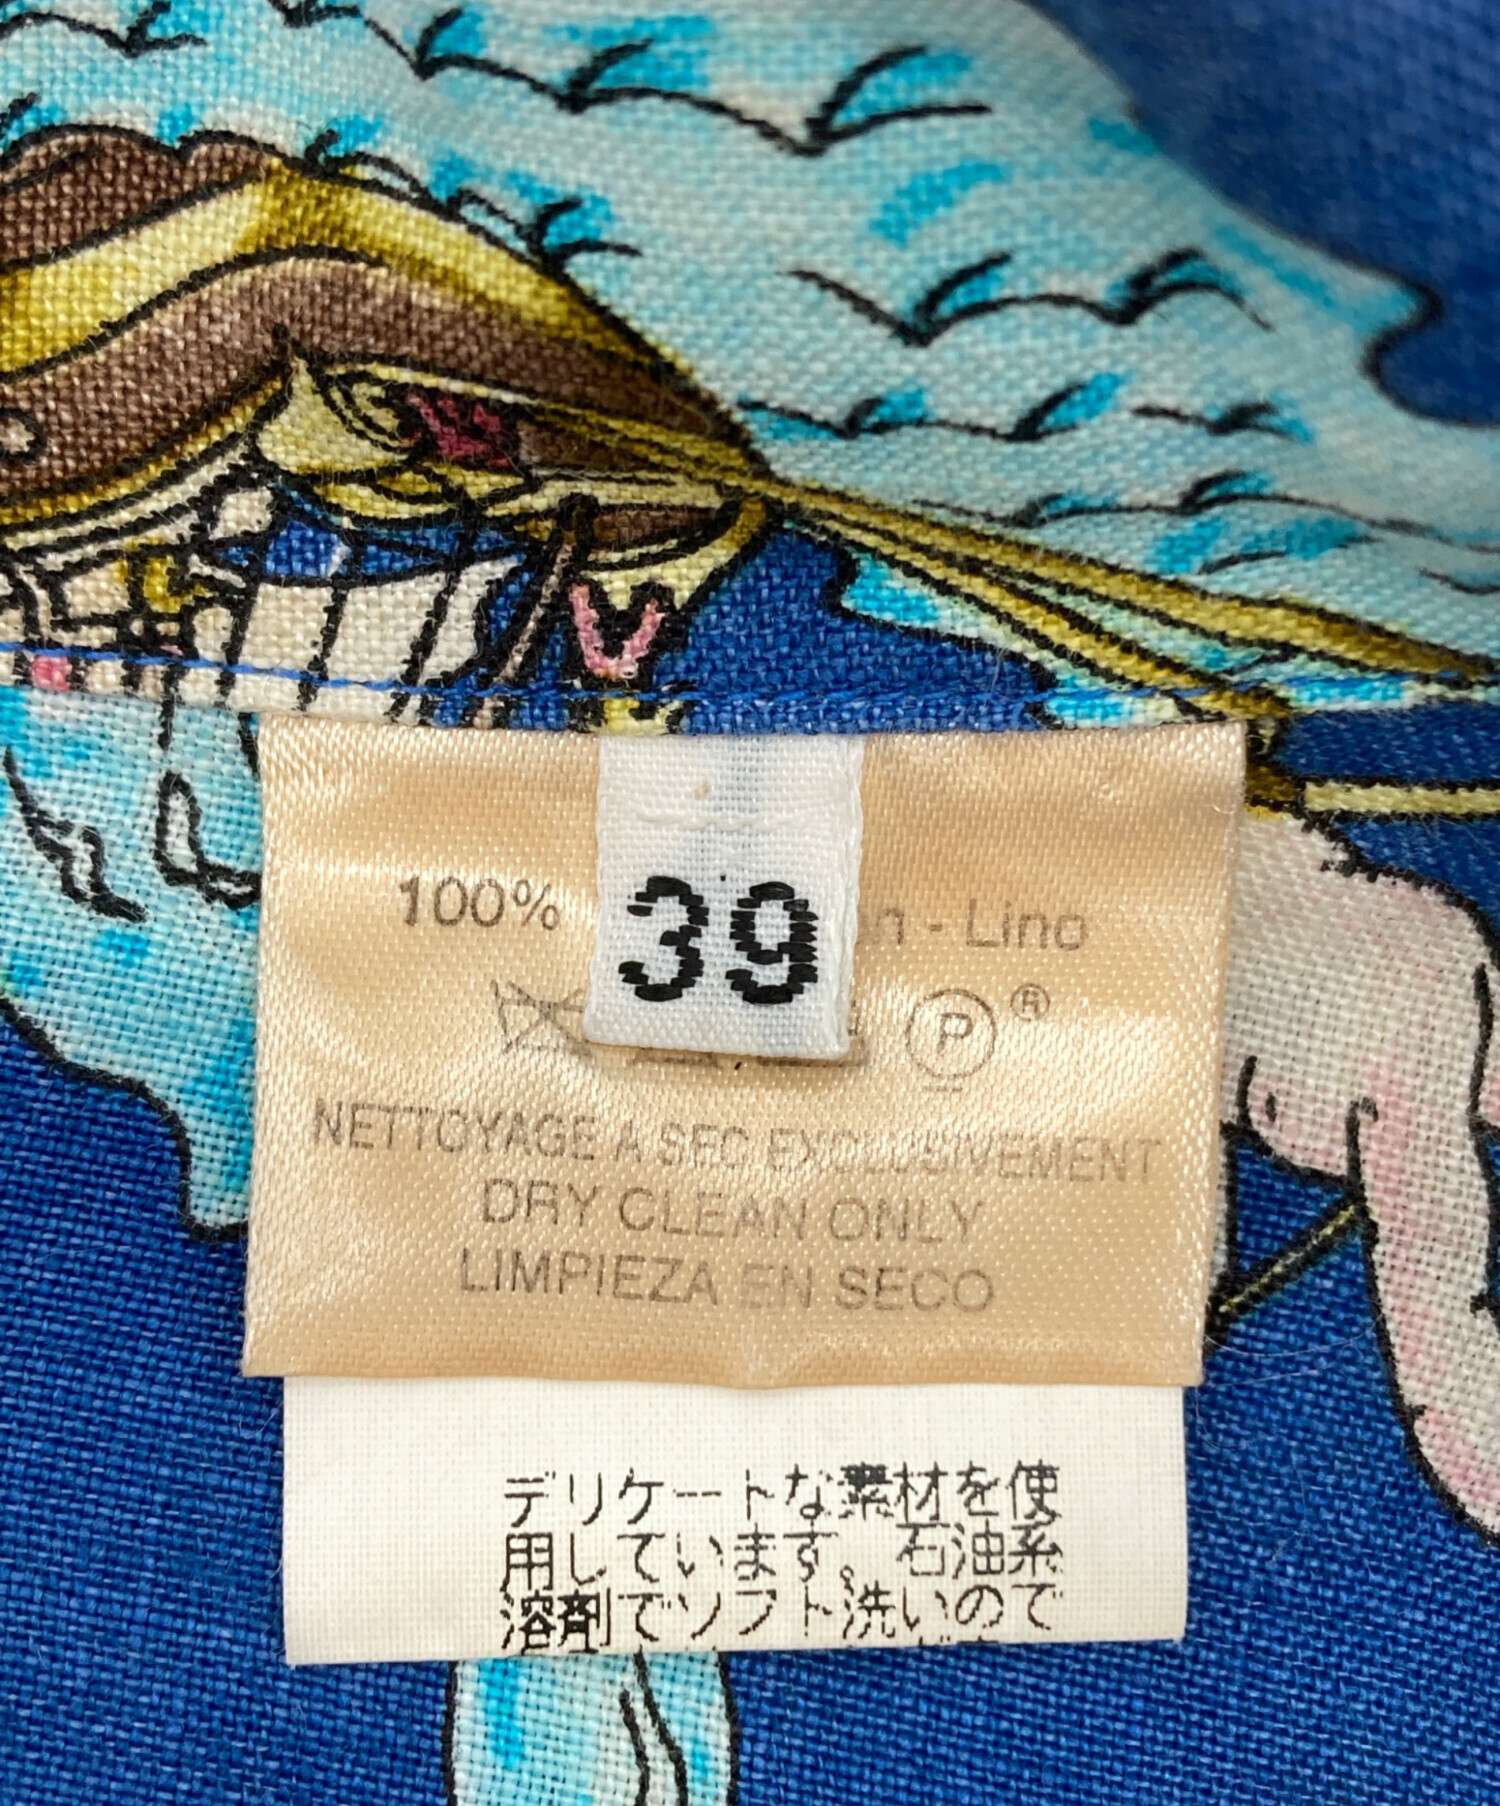 39
100% - Lino
P ®
NETTOYAGE A SEC EXCLUSIVEMENT
DRY CLEAN ONLY
LIMPIEZA EN SECO
デリケートな素材を使
用しています。石油系
溶剤でソフト洗いので